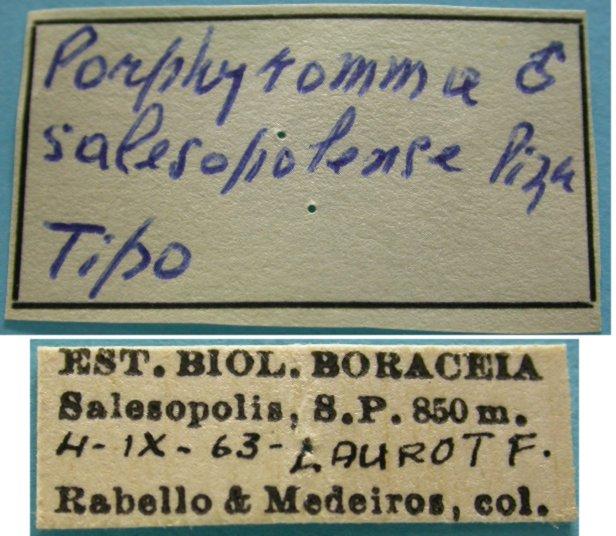 Porphyromma ♂
salesopolense Piza
Tipo
EST. BIOL. BORACEIA
Salesopolis, S.P. 850 m.
4-IX-63-LAUROT F.
Rabello & Medeiros, col.